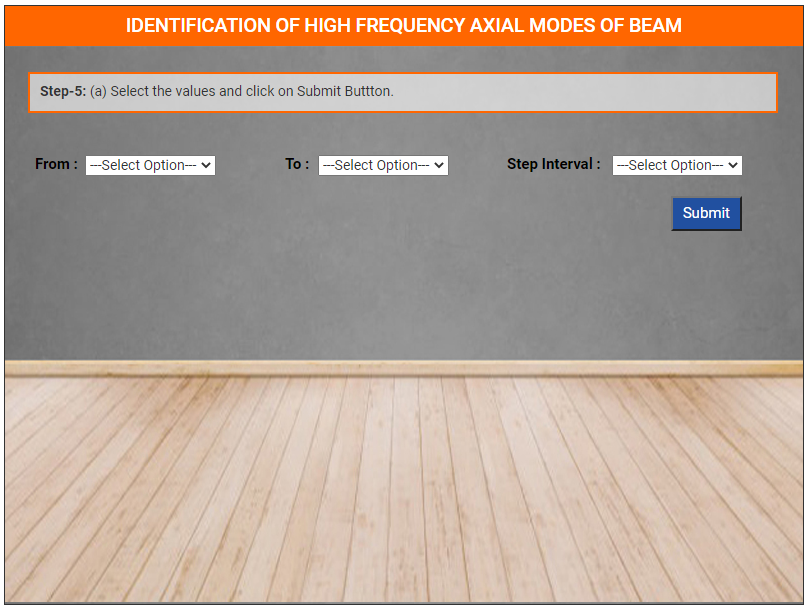 IDENTIFICATION OF HIGH FREQUENCY AXIAL MODES OF BEAM
Step-5: (a) Select the values and click on Submit Buttton.
From : ---Select Option--- To : ---Select Option--- Step Interval : ---Select Option---
Submit